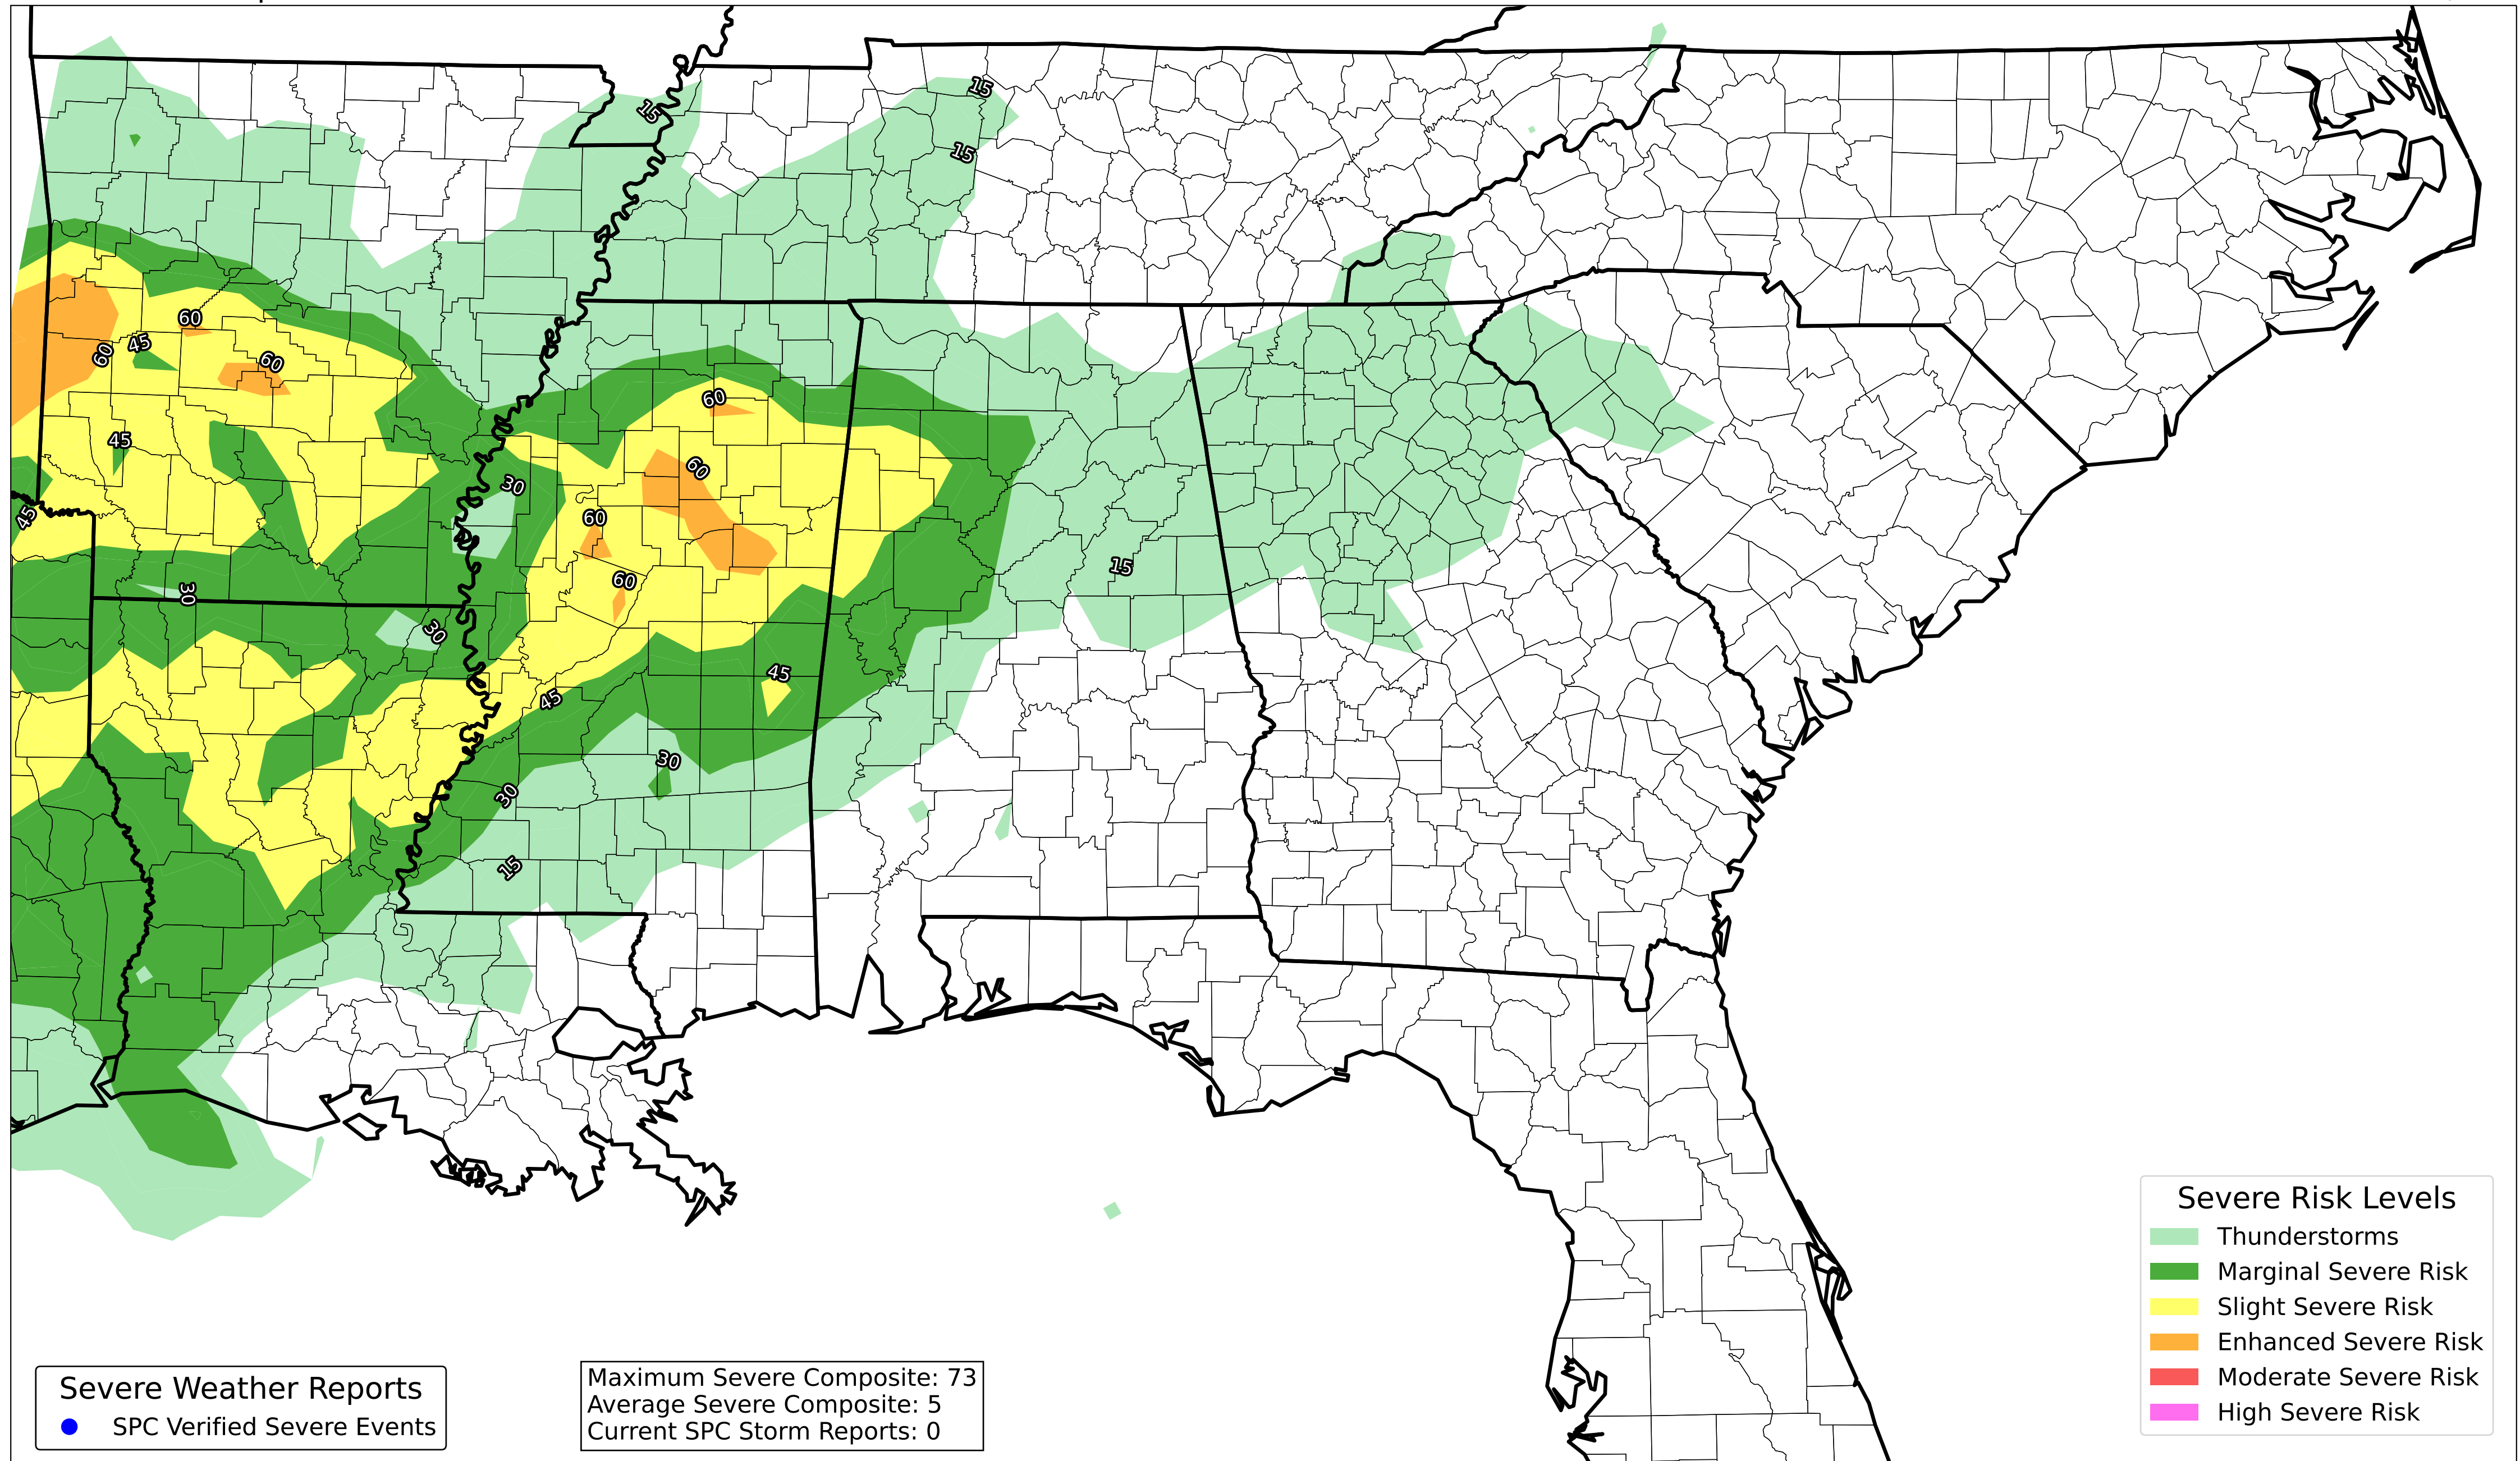 15
15
15
60
60
45
60
60
45
60
30
45
60
15
60
30
30
45
45
30
30
15
Severe Risk Levels
Thunderstorms
Marginal Severe Risk
Slight Severe Risk
Enhanced Severe Risk
Moderate Severe Risk
High Severe Risk
Severe Weather Reports
SPC Verified Severe Events
Maximum Severe Composite: 73
Average Severe Composite: 5
Current SPC Storm Reports: 0